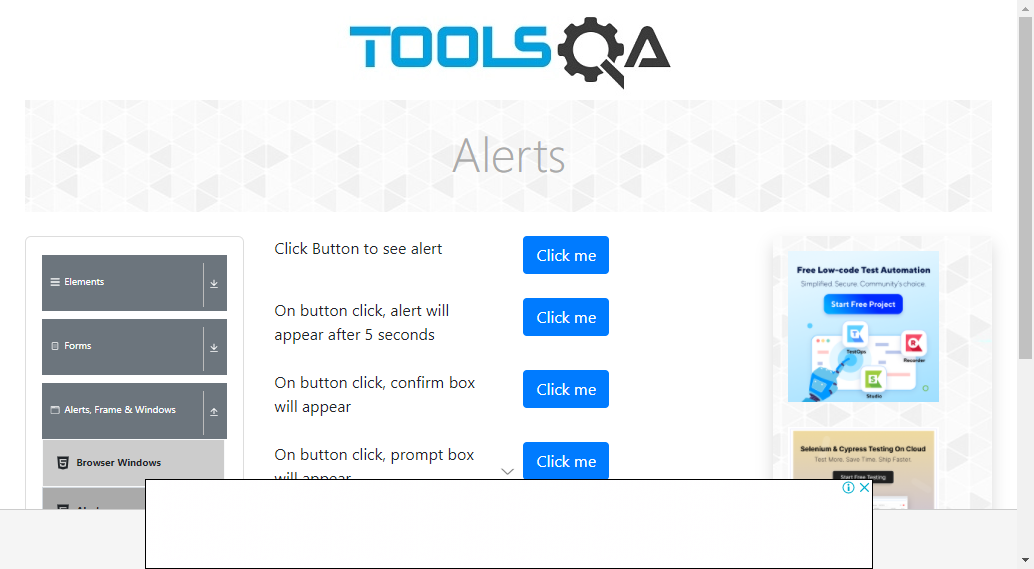 TOOLSQA
Alerts
Elements
Forms
Alerts, Frame & Windows
Browser Windows
Click Button to see alert
Click me
On button click, alert will
appear after 5 seconds
Click me
On button click, confirm box
will appear
Click me
On button click, prompt box
will appear
Click me
Free Low-code Test Automation
Simplified. Secure. Community's choice
Start Free Project
TestOps
Recorder
Studio
Selenium & Cypress Testing On Cloud
Test More. Save Time. Ship Faster.
Start Free Testing